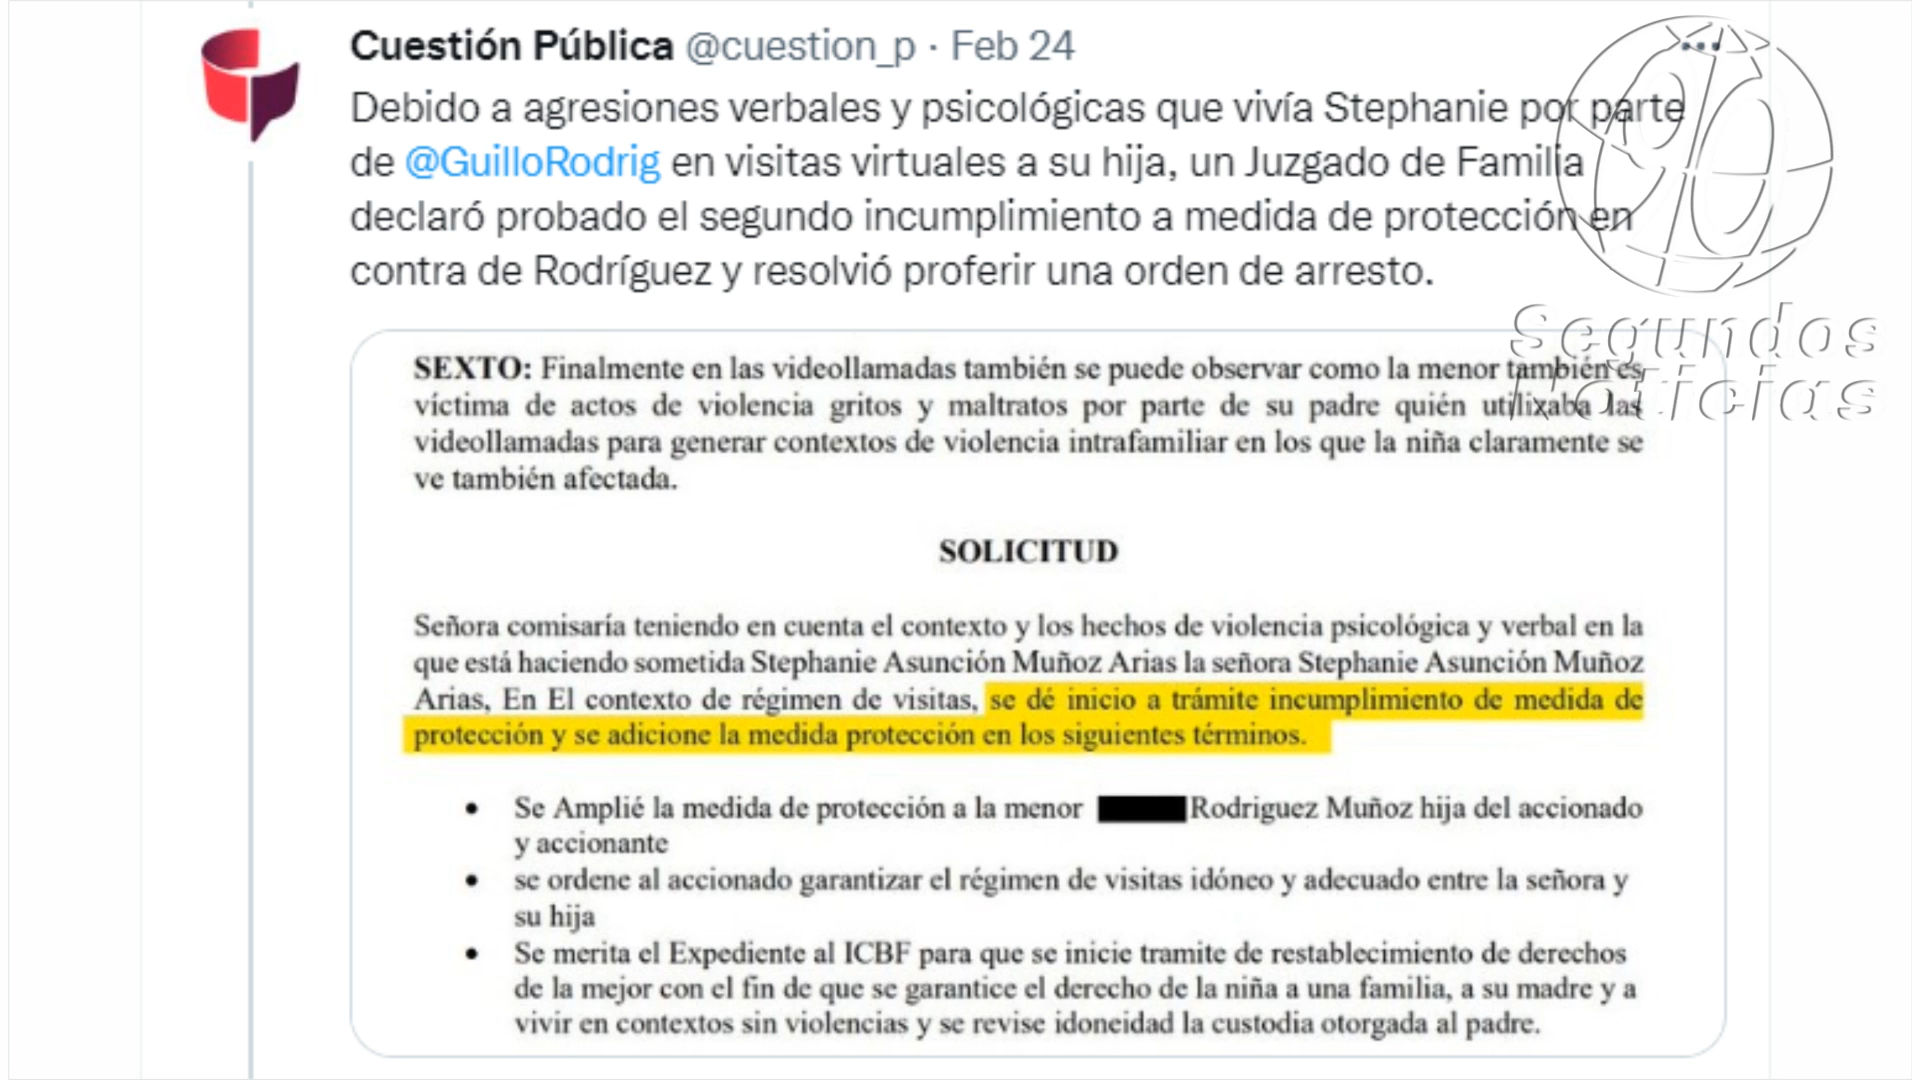 Cuestión Pública @cuestion_p · Feb 24
Debido a agresiones verbales y psicológicas que vivía Stephanie por parte
de @GuilloRodrig en visitas virtuales a su hija, un Juzgado de Familia
declaró probado el segundo incumplimiento a medida de protección en
contra de Rodríguez y resolvió proferir una orden de arresto.
90
Segundos
Noticias
SEXTO: Finalmente en las videollamadas también se puede observar como la menor también es
víctima de actos de violencia gritos y maltratos por parte de su padre quién utilixaba las
videollamadas para generar contextos de violencia intrafamiliar en los que la niña claramente se
ve también afectada.
SOLICITUD
Señora comisaría teniendo en cuenta el contexto y los hechos de violencia psicológica y verbal en la
que está haciendo sometida Stephanie Asunción Muñoz Arias la señora Stephanie Asunción Muñoz
Arias, En El contexto de régimen de visitas, se dé inicio a trámite incumplimiento de medida de
protección y se adicione la medida protección en los siguientes términos.
• Se Amplié la medida de protección a la menor Rodriguez Muñoz hija del accionado
y accionante
• se ordene al accionado garantizar el régimen de visitas idóneo y adecuado entre la señora y
su hija
• Se merita el Expediente al ICBF para que se inicie tramite de restablecimiento de derechos
de la mejor con el fin de que se garantice el derecho de la niña a una familia, a su madre y a
vivir en contextos sin violencias y se revise idoneidad la custodia otorgada al padre.